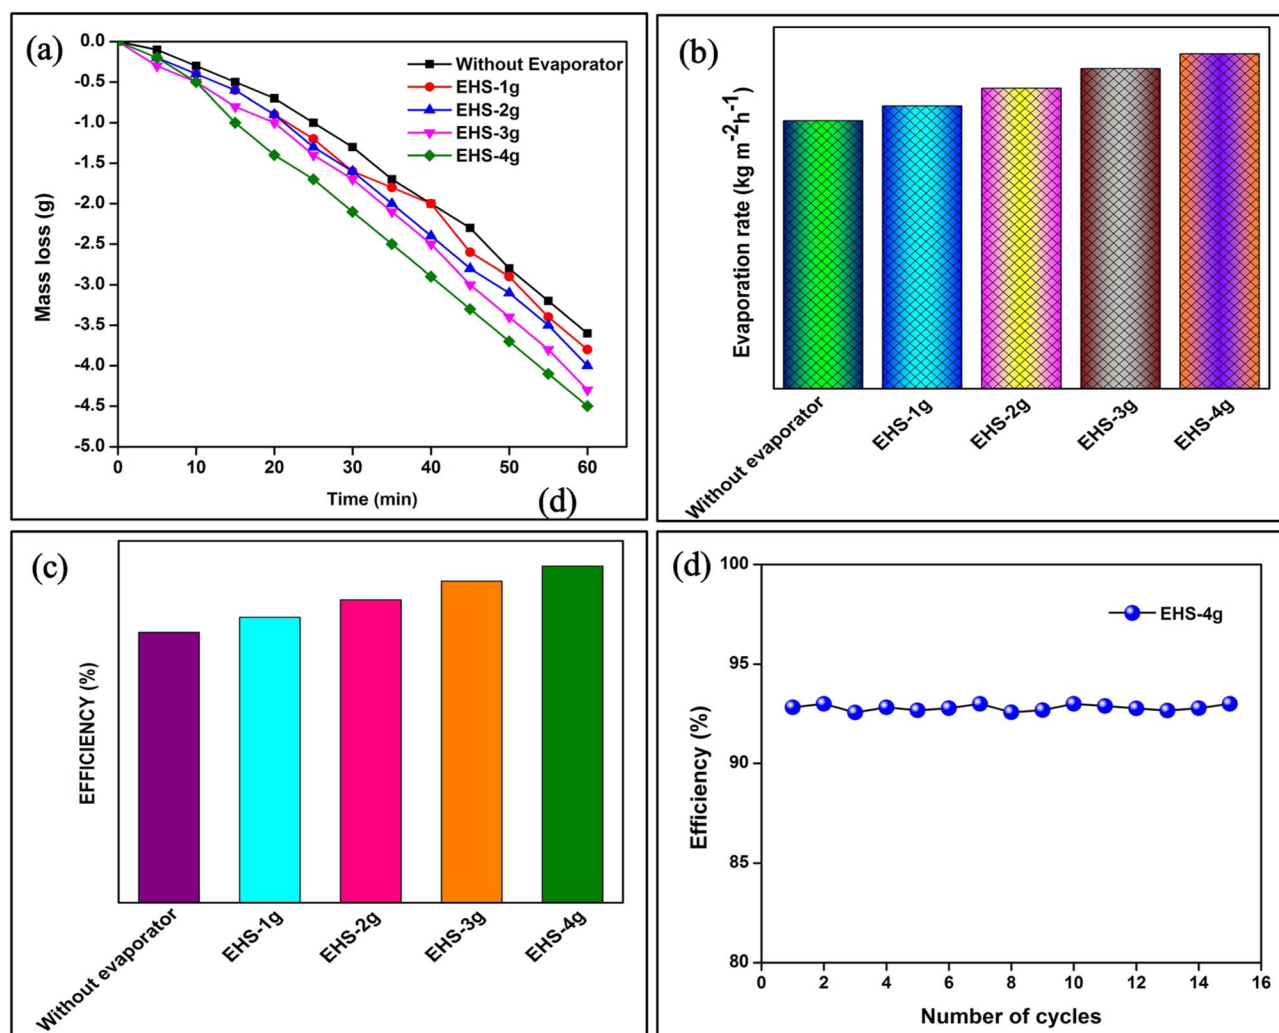 (a)
0.0
-0.5
-1.0
-1.5
-2.0
-2.5
-3.0
-3.5
-4.0
-4.5
-5.0
Mass loss (g)
Without Evaporator
EHS-1g
EHS-2g
EHS-3g
EHS-4g
0 10 20 30 40 50 60
Time (min)
(d)
(b)
Evaporation rate (kg m-2h-1)
Without evaporator
EHS-1g
EHS-2g
EHS-3g
EHS-4g
(c)
EFFICIENCY (%)
Without evaporator
EHS-1g
EHS-2g
EHS-3g
EHS-4g
(d)
100
95
90
85
80
Efficiency (%)
EHS-4g
0 2 4 6 8 10 12 14 16
Number of cycles